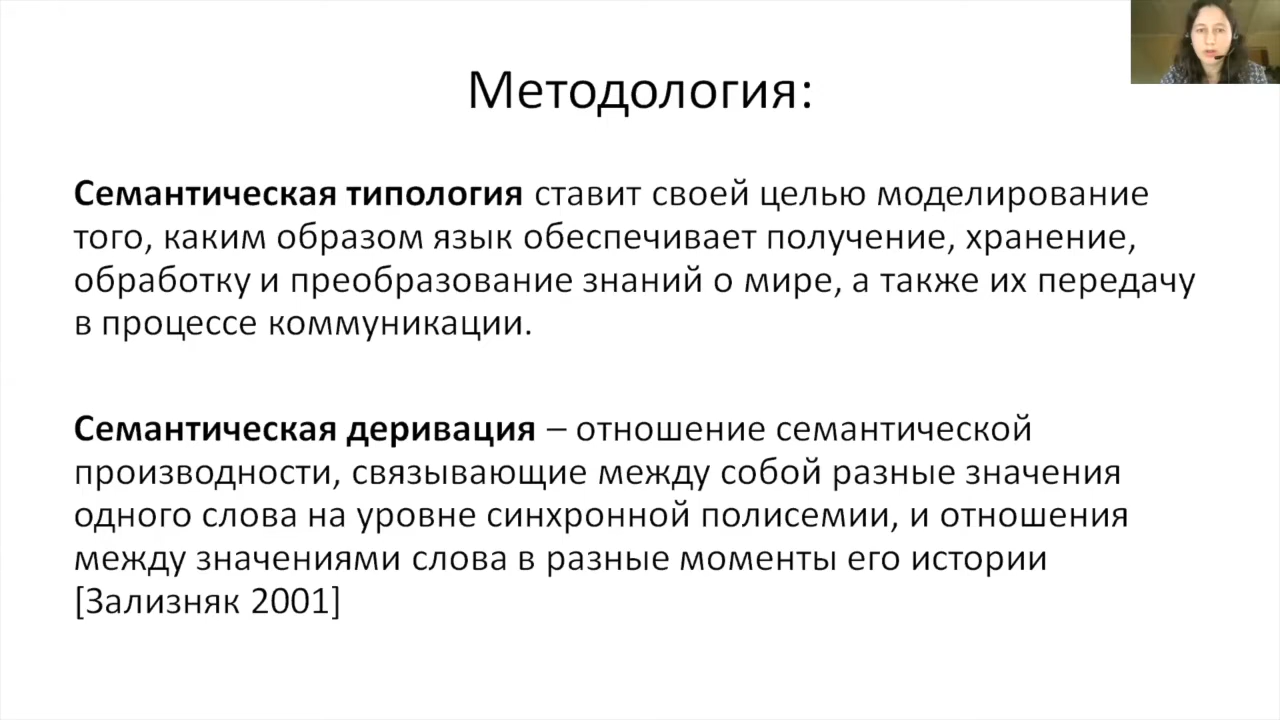 Методология:
Семантическая типология ставит своей целью моделирование
того, каким образом язык обеспечивает получение, хранение,
обработку и преобразование знаний о мире, а также их передачу
в процессе коммуникации.
Семантическая деривация – отношение семантической
производности, связывающие между собой разные значения
одного слова на уровне синхронной полисемии, и отношения
между значениями слова в разные моменты его истории
[Зализняк 2001]